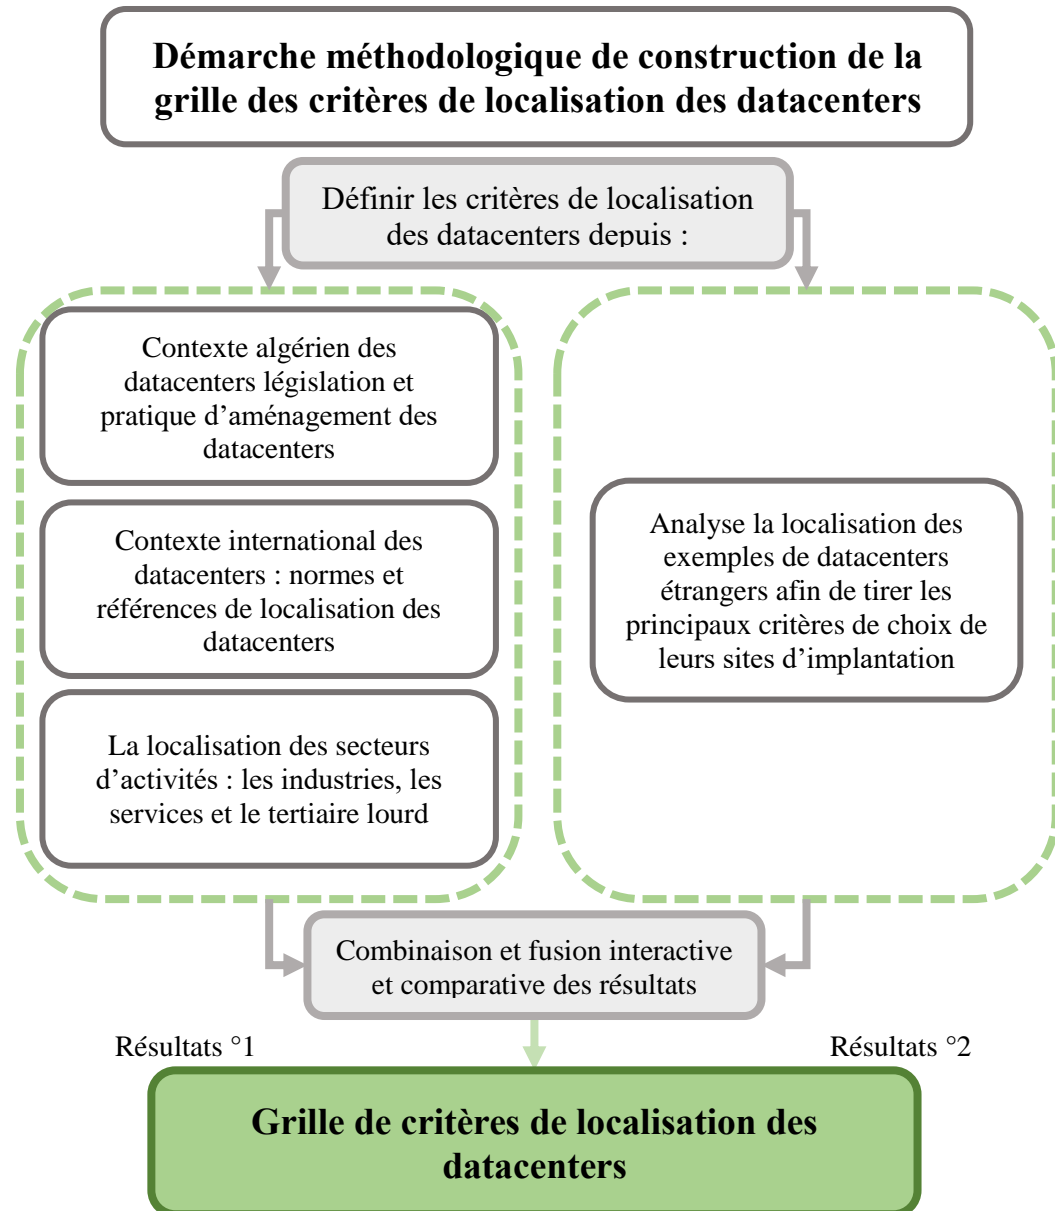 Démarche méthodologique de construction de la
grille des critères de localisation des datacenters
Définir les critères de localisation
des datacenters depuis :
Contexte algérien des
datacenters législation et
pratique d’aménagement des
datacenters
Contexte international des
datacenters : normes et
références de localisation des
datacenters
La localisation des secteurs
d’activités : les industries, les
services et le tertiaire lourd
Analyse la localisation des
exemples de datacenters
étrangers afin de tirer les
principaux critères de choix de
leurs sites d’implantation
Combinaison et fusion interactive
et comparative des résultats
Résultats °1
Résultats °2
Grille de critères de localisation des
datacenters